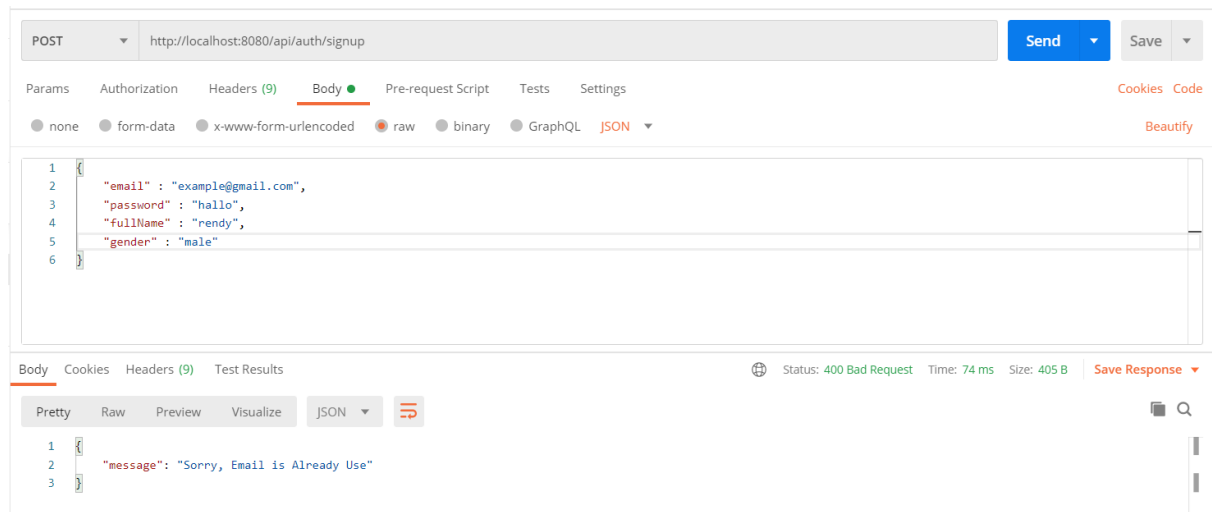 POST http://localhost:8080/api/auth/signup Send Save
Params Authorization Headers (9) Body Pre-request Script Tests Settings Cookies Code
none form-data x-www-form-urlencoded raw binary GraphQL JSON Beautify
1 {
2 "email" : "example@gmail.com",
3 "password" : "hallo",
4 "fullName" : "rendy",
5 "gender" : "male"
6 }
Body Cookies Headers (9) Test Results Status: 400 Bad Request Time: 74 ms Size: 405 B Save Response
Pretty Raw Preview Visualize JSON
1 {
2 "message": "Sorry, Email is Already Use"
3 }